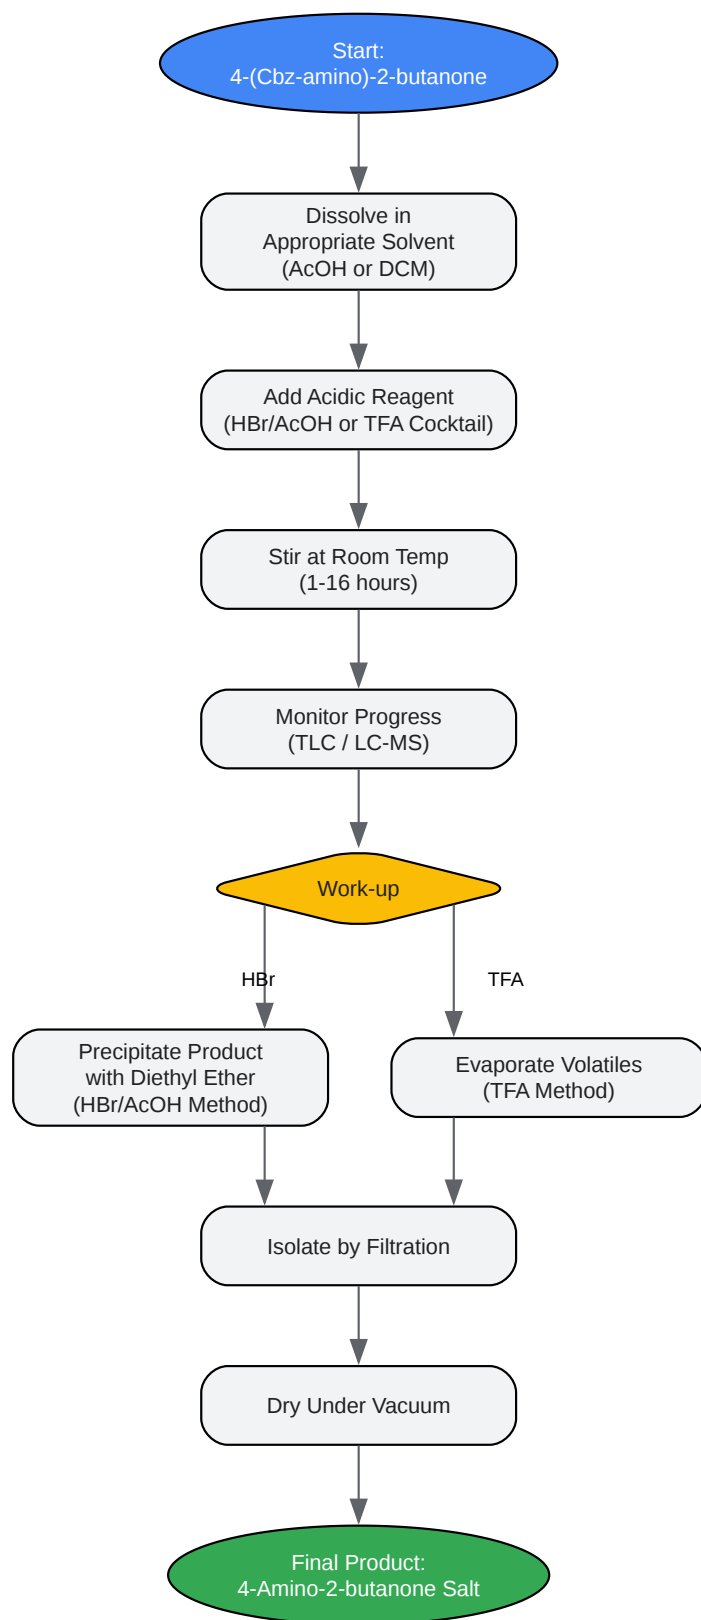 Start:
4-(Cbz-amino)-2-butanone
Dissolve in
Appropriate Solvent
(AcOH or DCM)
Add Acidic Reagent
(HBr/AcOH or TFA Cocktail)
Stir at Room Temp
(1-16 hours)
Monitor Progress
(TLC / LC-MS)
Work-up
HBr
TFA
Precipitate Product
with Diethyl Ether
(HBr/AcOH Method)
Evaporate Volatiles
(TFA Method)
Isolate by Filtration
Dry Under Vacuum
Final Product:
4-Amino-2-butanone Salt